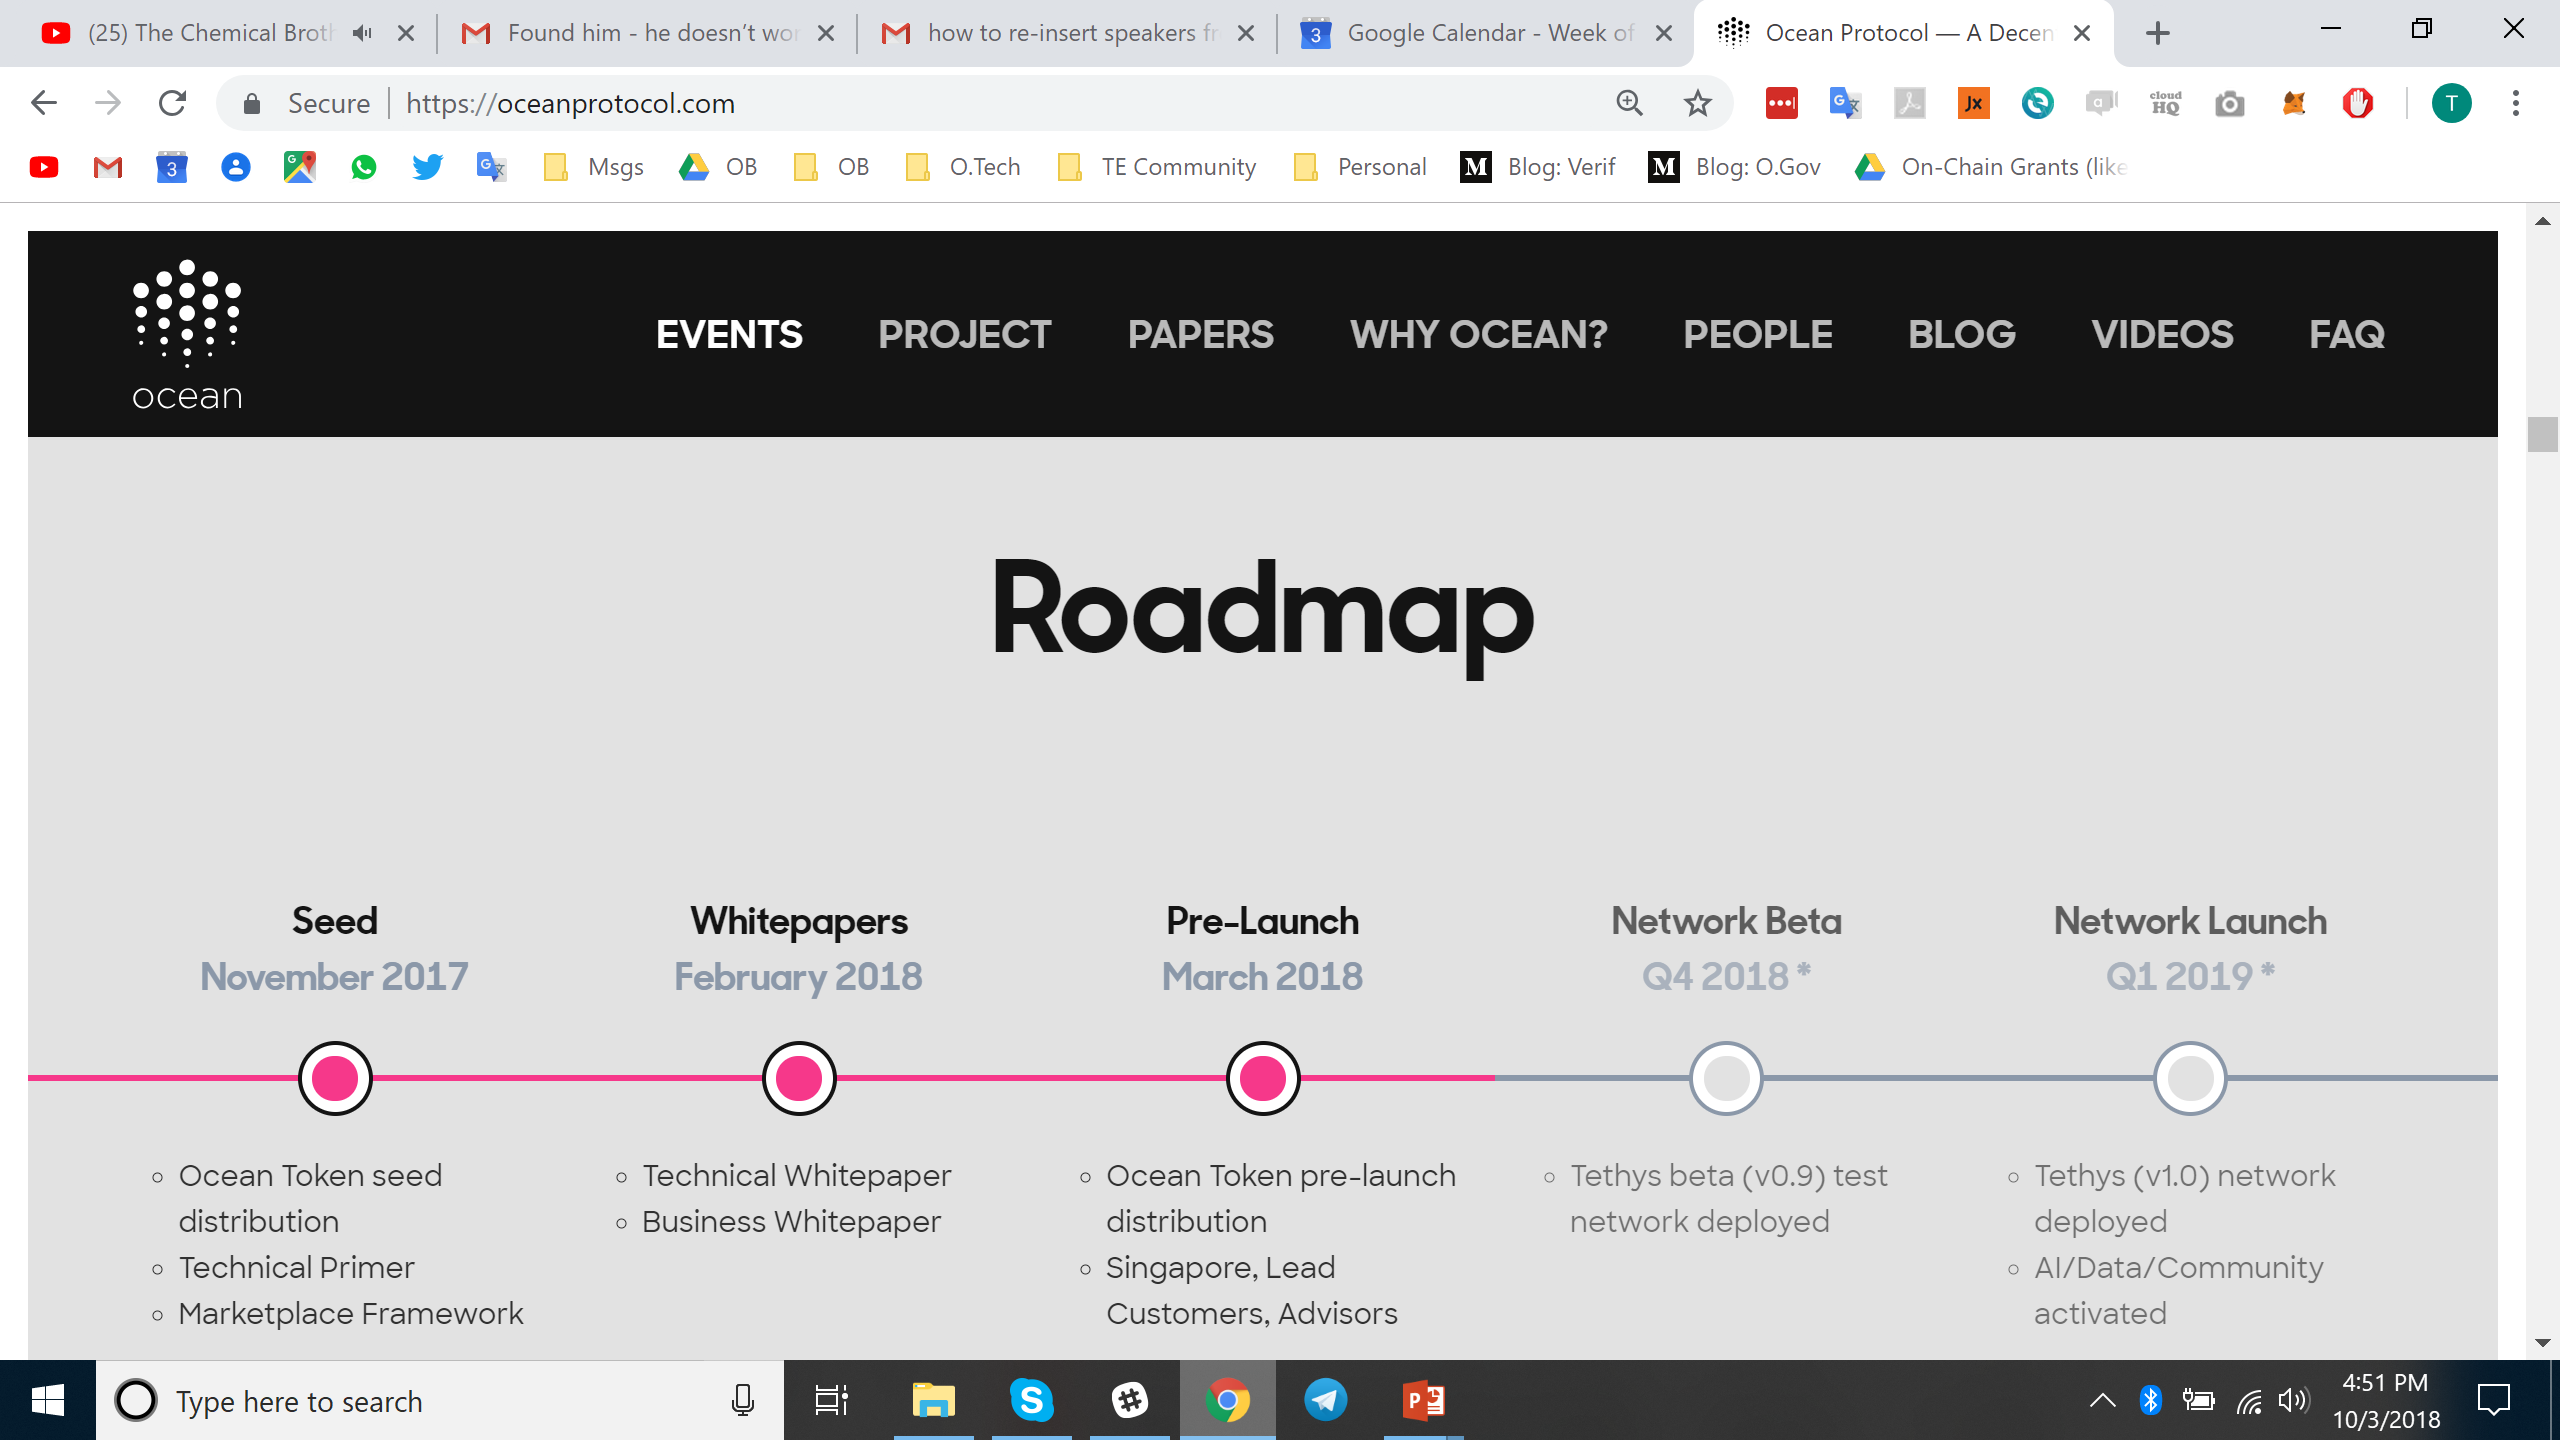 (25) The Chemical Broth
Found him - he doesn’t wor
how to re-insert speakers fr
Google Calendar - Week of
Ocean Protocol — A Decen
Secure
https://oceanprotocol.com
Jx
a
cloud
HQ
T
3
Msgs
OB
OB
O.Tech
TE Community
Personal
Blog: Verif
Blog: O.Gov
On-Chain Grants (like
ocean
EVENTS
PROJECT
PAPERS
WHY OCEAN?
PEOPLE
BLOG
VIDEOS
FAQ
Roadmap
Seed
November 2017
Whitepapers
February 2018
Pre-Launch
March 2018
Network Beta
Q4 2018 *
Network Launch
Q1 2019 *
Ocean Token seed
distribution
Technical Primer
Marketplace Framework
Technical Whitepaper
Business Whitepaper
Ocean Token pre-launch
distribution
Singapore, Lead
Customers, Advisors
Tethys beta (v0.9) test
network deployed
Tethys (v1.0) network
deployed
AI/Data/Community
activated
Type here to search
4:51 PM
10/3/2018